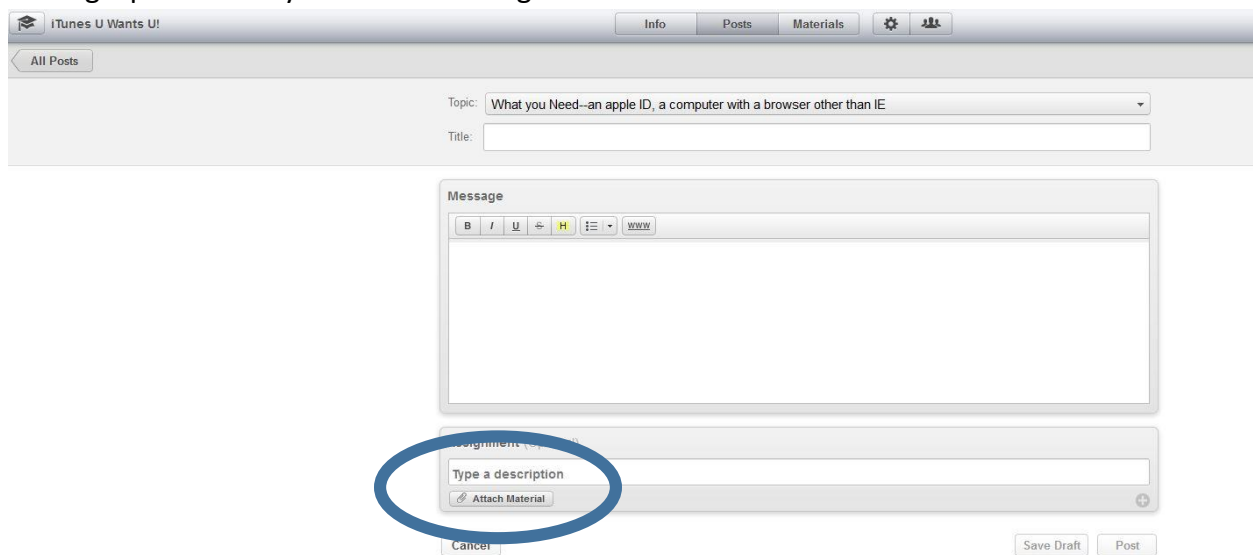 iTunes U Wants U!
Info Posts Materials
All Posts
Topic: What you Need--an apple ID, a computer with a browser other than IE
Title:
Message
B I U S H www
Type a description
Attach Material
Cancel
Save Draft Post